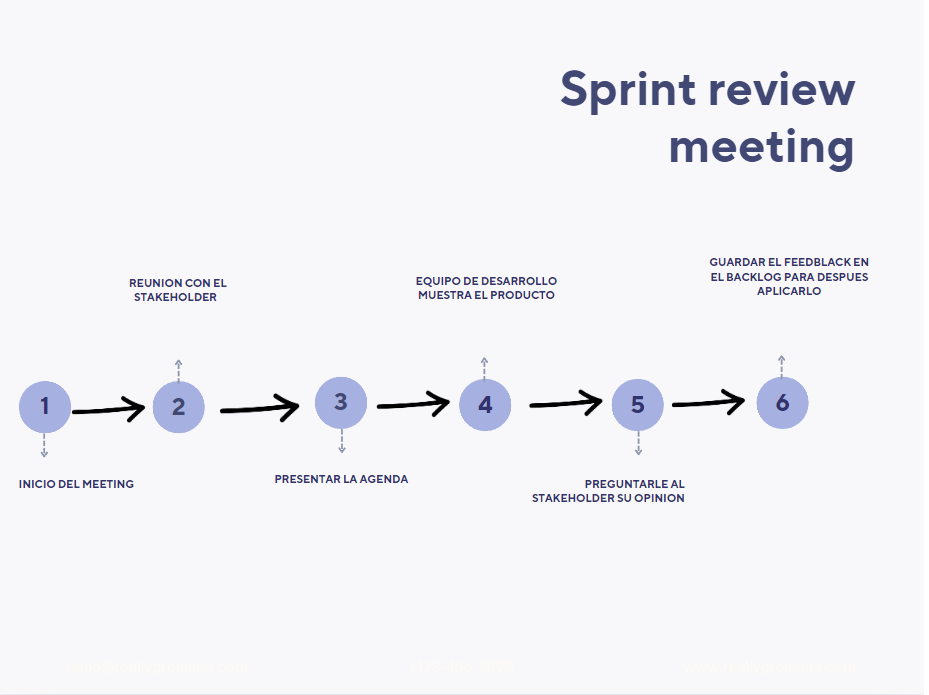 Sprint review
meeting
GUARDAR EL FEEDBLACK EN
EL BACKLOG PARA DESPUES
APLICARLO
REUNION CON EL
STAKEHOLDER
EQUIPO DE DESARROLLO
MUESTRA EL PRODUCTO
1
2
3
4
5
6
INICIO DEL MEETING
PRESENTAR LA AGENDA
PREGUNTARLE AL
STAKEHOLDER SU OPINION